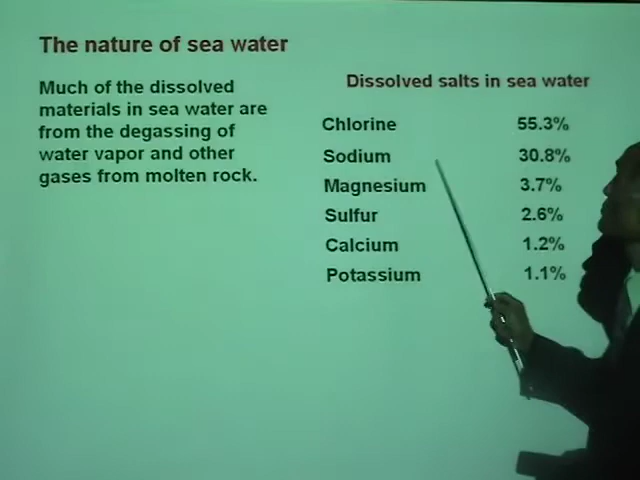 The nature of sea water
Much of the dissolved
materials in sea water are
from the degassing of
water vapor and other
gases from molten rock.
Dissolved salts in sea water
Chlorine 55.3%
Sodium 30.8%
Magnesium 3.7%
Sulfur 2.6%
Calcium 1.2%
Potassium 1.1%